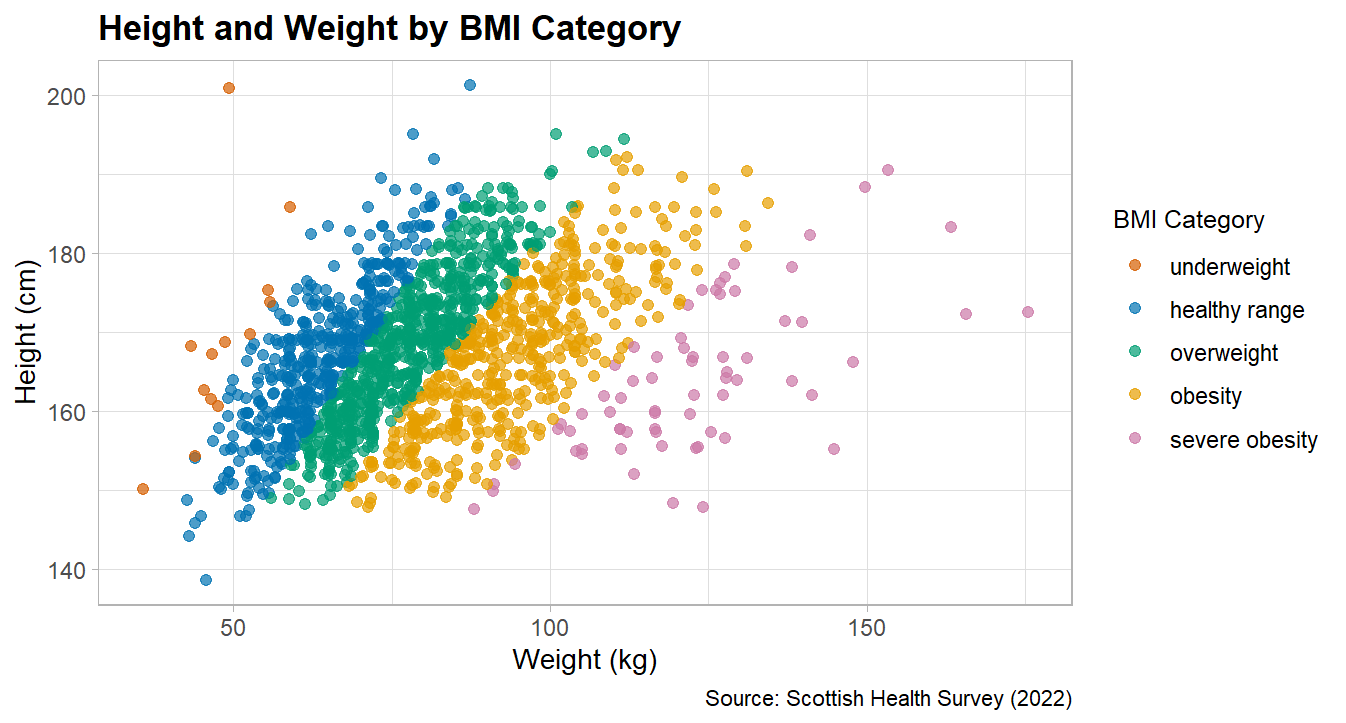 Height and Weight by BMI Category
Height (cm)
200
180
160
140
50
100
150
Weight (kg)
BMI Category
underweight
healthy range
overweight
obesity
severe obesity
Source: Scottish Health Survey (2022)